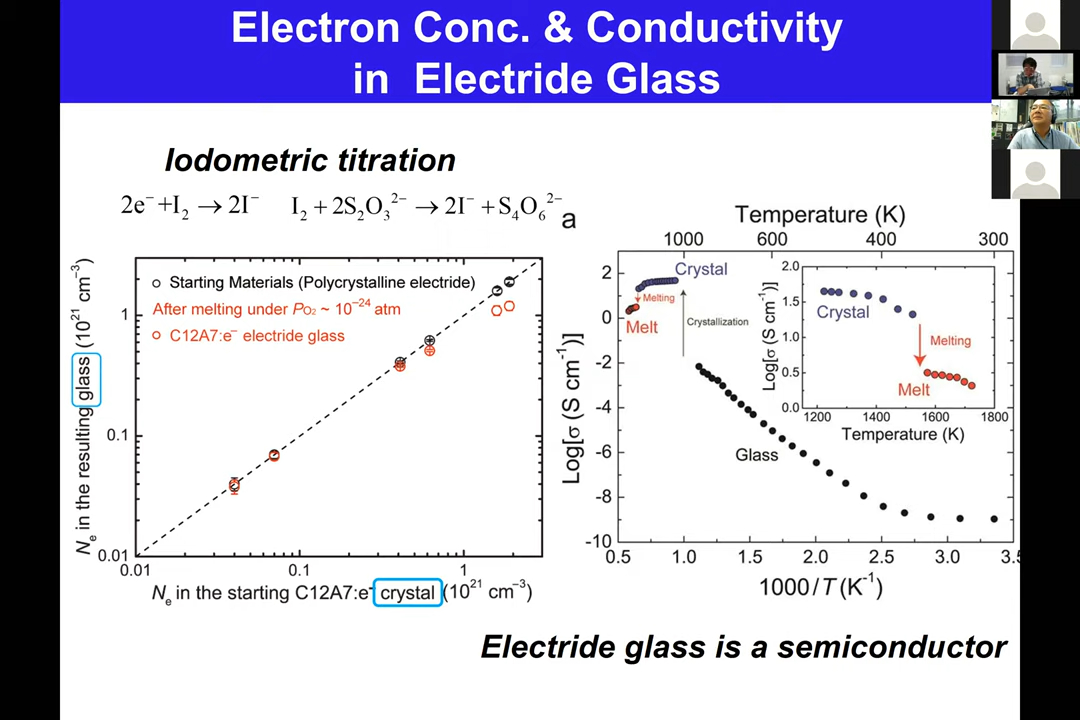 Electron Conc. & Conductivity
in Electride Glass
Iodometric titration
2e⁻ +I₂ → 2I⁻ I₂ + 2S₂O₃²⁻ → 2I⁻ + S₄O₆²⁻
Nₑ in the resulting glass (10²¹ cm⁻³)
1
0.1
0.01
Starting Materials (Polycrystalline electride)
After melting under PO₂ ~ 10⁻²⁴ atm
C12A7:e⁻ electride glass
0.01 0.1 1
Nₑ in the starting C12A7:e⁻ crystal (10²¹ cm⁻³)
a
Temperature (K)
1000 600 400 300
Log[σ (S cm⁻¹)]
2
0
-2
-4
-6
-8
-10
Crystal
Melting
Melt
Crystallization
Glass
0.5 1.0 1.5 2.0 2.5 3.0 3.5
1000/T (K⁻¹)
Log[σ (S cm⁻¹)]
2.0
1.5
1.0
0.5
0.0
Crystal
Melting
Melt
1200 1400 1600 1800
Temperature (K)
Electride glass is a semiconductor